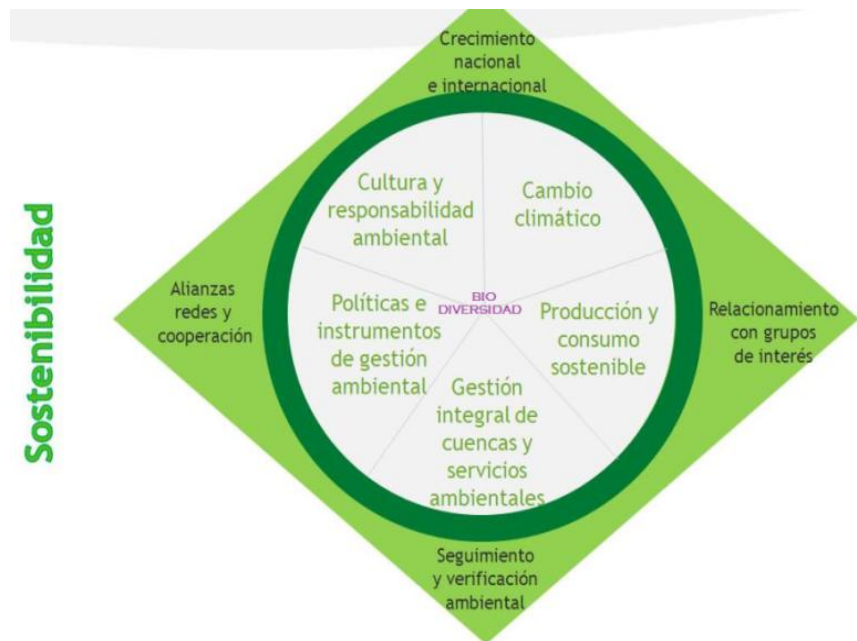 Sostenibilidad
Crecimiento
nacional
e internacional
Cultura y
responsabilidad
ambiental
Cambio
climático
Alianzas
redes y
cooperación
Políticas e
instrumentos
de gestión
ambiental
BIO
DIVERSIDAD
Producción y
consumo
sostenible
Relacionamiento
con grupos
de interés
Gestión
integral de
cuencas y
servicios
ambientales
Seguimiento
y verificación
ambiental